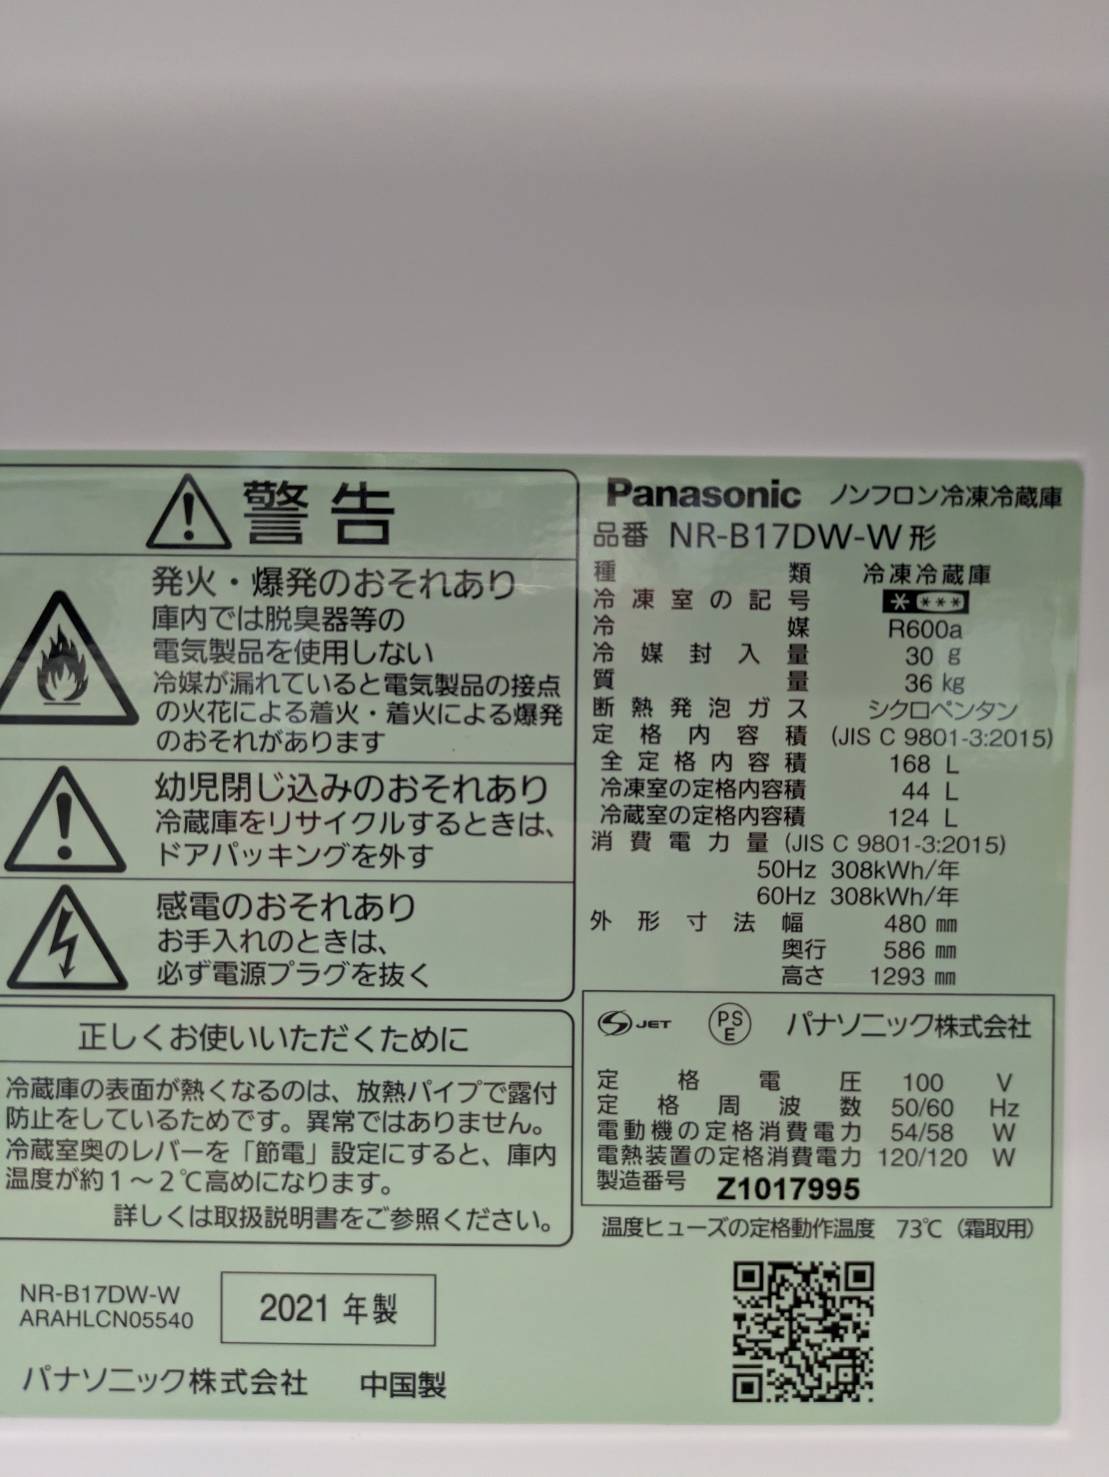 警告
発火・爆発のおそれあり
庫内では脱臭器等の
電気製品を使用しない
冷媒が漏れていると電気製品の接点
の火花による着火・着火による爆発
のおそれがあります
幼児閉じ込みのおそれあり
冷蔵庫をリサイクルするときは、
ドアパッキングを外す
感電のおそれあり
お手入れのときは、
必ず電源プラグを抜く
正しくお使いいただくために
冷蔵庫の表面が熱くなるのは、放熱パイプで露付
防止をしているためです。異常ではありません。
冷蔵室奥のレバーを「節電」設定にすると、庫内
温度が約1～2℃高めになります。
詳しくは取扱説明書をご参照ください。
NR-B17DW-W
ARAHLCN05540
2021 年製
パナソニック株式会社 中国製
Panasonic ノンフロン冷凍冷蔵庫
品番 NR-B17DW-W形
種類 冷凍冷蔵庫
冷凍室の記号 ＊ ＊＊＊
冷媒 R600a
冷媒封入量 30 g
質量 36 kg
断熱発泡ガス シクロペンタン
定格内容積 (JIS C 9801-3:2015)
全定格内容積 168 L
冷凍室の定格内容積 44 L
冷蔵室の定格内容積 124 L
消費電力量 (JIS C 9801-3:2015)
50Hz 308kWh/年
60Hz 308kWh/年
外形寸法 幅 480 ㎜
奥行 586 ㎜
高さ 1293 ㎜
JET PSE パナソニック株式会社
定格電圧 100 V
定格周波数 50/60 Hz
電動機の定格消費電力 54/58 W
電熱装置の定格消費電力 120/120 W
製造番号 Z1017995
温度ヒューズの定格動作温度 73℃（霜取用）